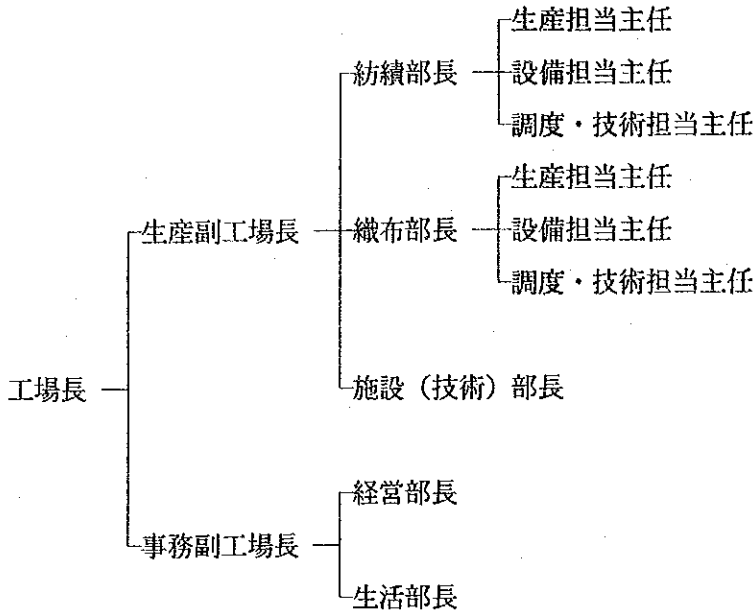 生産担当主任
紡績部長
設備担当主任
調度・技術担当主任
生産担当主任
生産副工場長
織布部長
設備担当主任
調度・技術担当主任
工場長
施設（技術）部長
経営部長
事務副工場長
生活部長